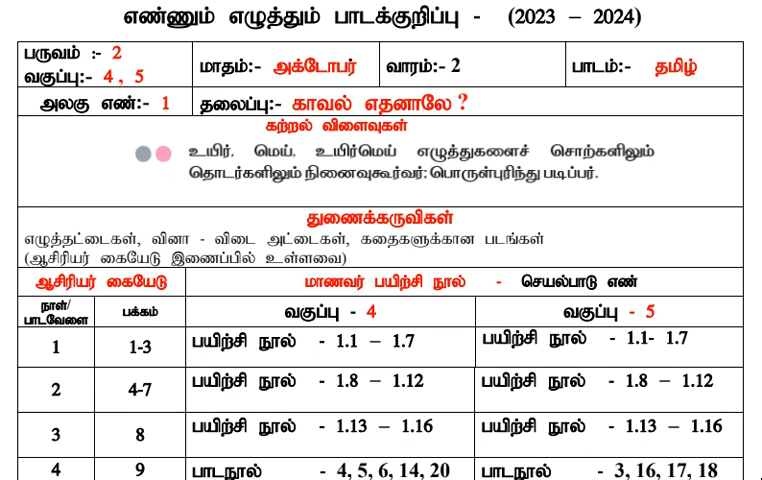 எண்ணும் எழுத்தும் பாடக்குறிப்பு - (2023 – 2024)
பருவம் :- 2
வகுப்பு:- 4 , 5
மாதம்:- அக்டோபர்
வாரம்:- 2
பாடம்:- தமிழ்
அலகு எண்:- 1
தலைப்பு:- காவல் எதனாலே ?
கற்றல் விளைவுகள்
உயிர், மெய், உயிர்மெய் எழுத்துகளைச் சொற்களிலும்
தொடர்களிலும் நினைவுகூர்வர்; பொருள்புரிந்து படிப்பர்.
துணைக்கருவிகள்
எழுத்தட்டைகள், வினா - விடை அட்டைகள், கதைகளுக்கான படங்கள்
(ஆசிரியர் கையேடு இணைப்பில் உள்ளவை)
ஆசிரியர் கையேடு
மாணவர் பயிற்சி நூல் - செயல்பாடு எண்
நாள்/
பாடவேளை
பக்கம்
வகுப்பு - 4
வகுப்பு - 5
1 1-3 பயிற்சி நூல் - 1.1 – 1.7 பயிற்சி நூல் - 1.1- 1.7
2 4-7 பயிற்சி நூல் - 1.8 – 1.12 பயிற்சி நூல் - 1.8 – 1.12
3 8 பயிற்சி நூல் - 1.13 – 1.16 பயிற்சி நூல் - 1.13 – 1.16
4 9 பாடநூல் - 4, 5, 6, 14, 20 பாடநூல் - 3, 16, 17, 18